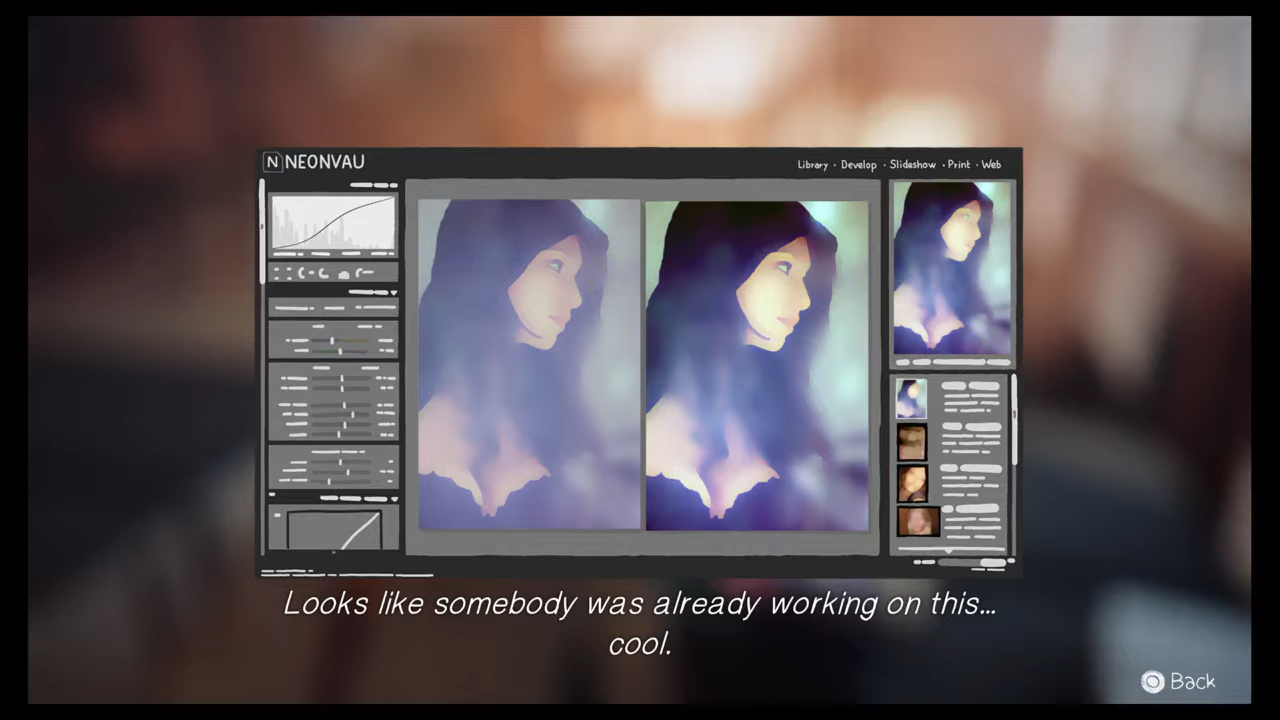 N NEONVAU
Library · Develop · Slideshow · Print · Web
Looks like somebody was already working on this...
cool.
Back